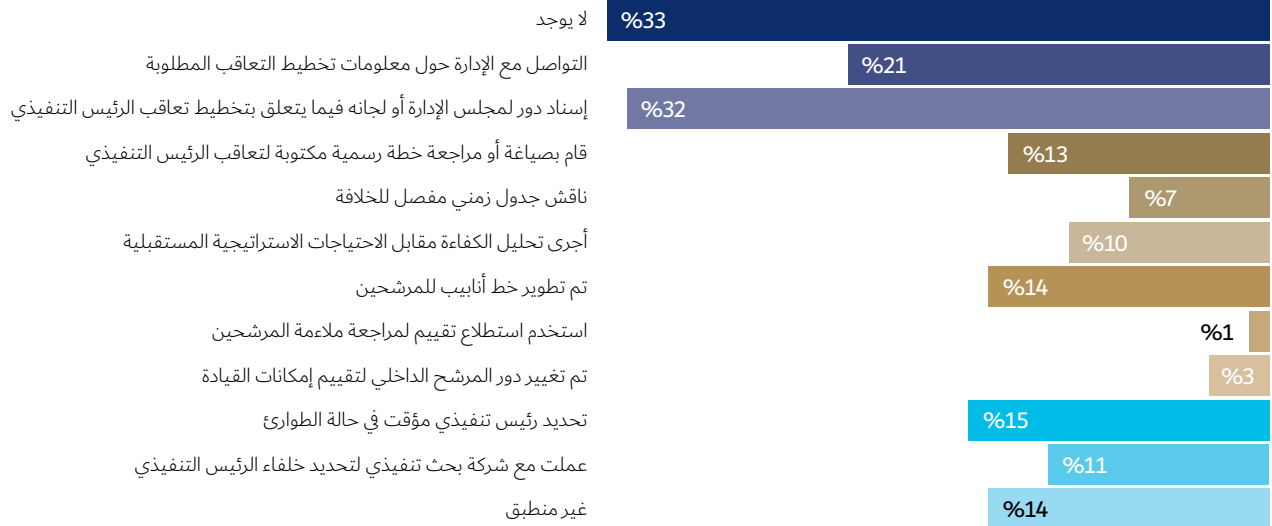 لا يوجد %33
التواصل مع الإدارة حول معلومات تخطيط التعاقب المطلوبة %21
إسناد دور لمجلس الإدارة أو لجانه فيما يتعلق بتخطيط تعاقب الرئيس التنفيذي %32
قام بصياغة أو مراجعة خطة رسمية مكتوبة لتعاقب الرئيس التنفيذي %13
ناقش جدول زمني مفصل للخلافة %7
أجرى تحليل الكفاءة مقابل الاحتياجات الاستراتيجية المستقبلية %10
تم تطوير خط أنابيب للمرشحين %14
استخدم استطلاع تقييم لمراجعة ملاءمة المرشحين %1
تم تغيير دور المرشح الداخلي لتقييم إمكانات القيادة %3
تحديد رئيس تنفيذي مؤقت في حالة الطوارئ %15
عملت مع شركة بحث تنفيذي لتحديد خلفاء الرئيس التنفيذي %11
غير منطبق %14